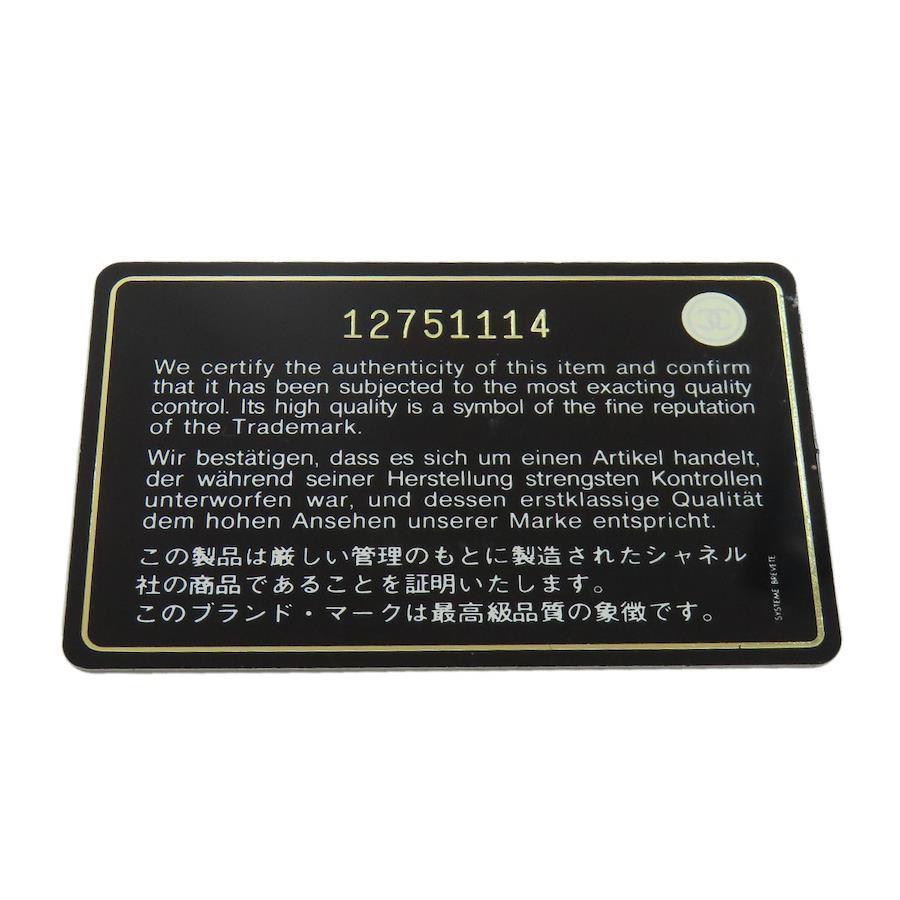 12751114
We certify the authenticity of this item and confirm
that it has been subjected to the most exacting quality
control. Its high quality is a symbol of the fine reputation
of the Trademark.
Wir bestätigen, dass es sich um einen Artikel handelt,
der während seiner Herstellung strengsten Kontrollen
unterworfen war, und dessen erstklassige Qualität
dem hohen Ansehen unserer Marke entspricht.
この製品は厳しい管理のもとに製造されたシャネル
社の商品であることを証明いたします。
このブランド・マークは最高級品質の象徴です。
SYSTEME BREVETE